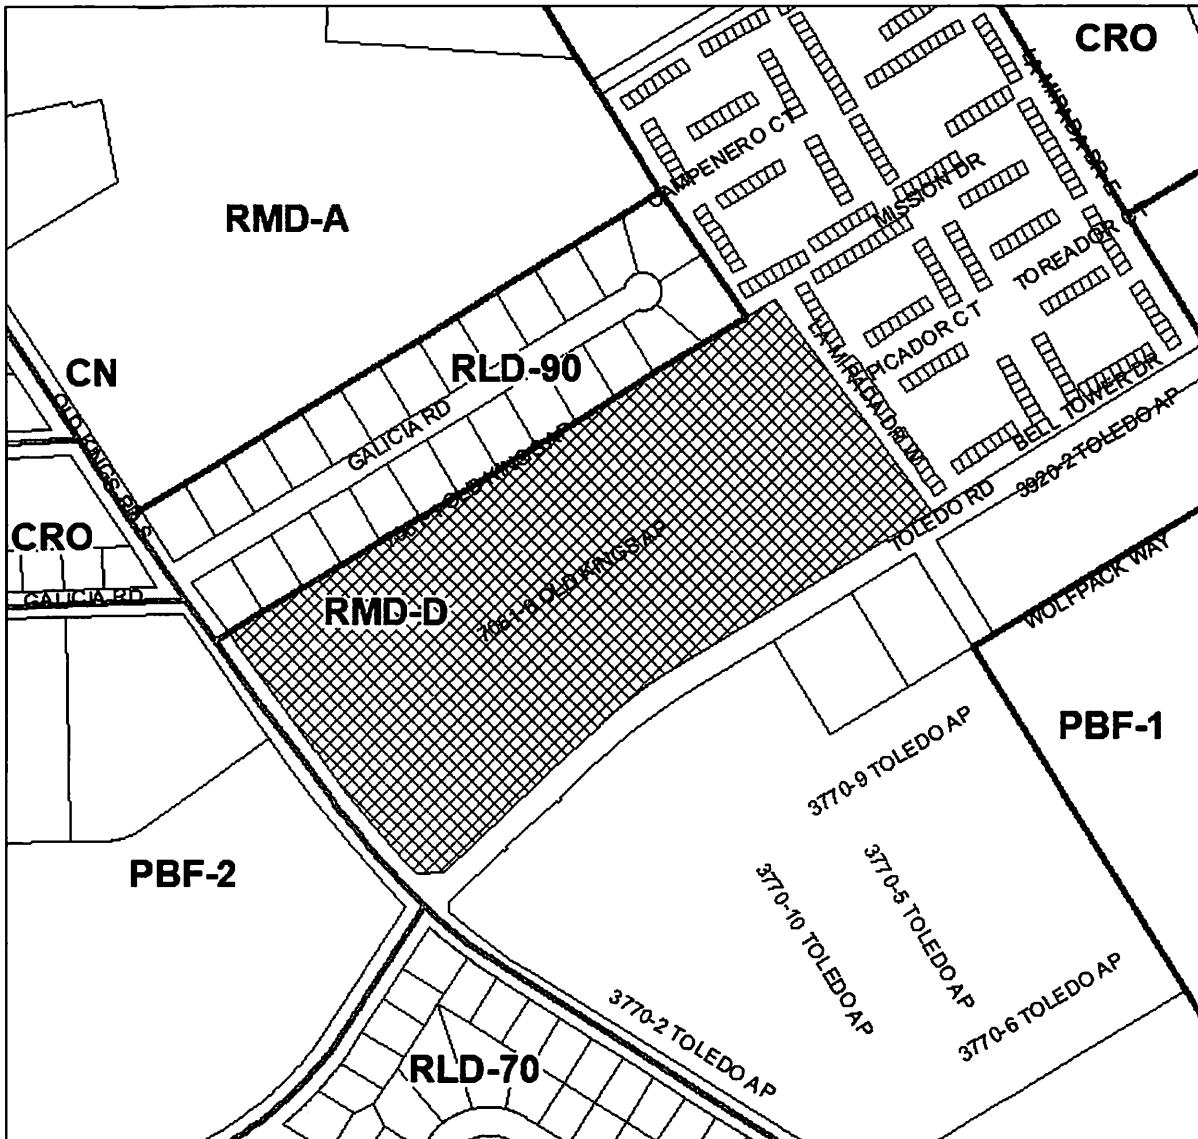 CRO
LA MIRADA DR E
CAMPENERO CT
MISSION DR
RMD-A
TOREADOR CT
PICADOR CT
LA MIRADA DR W
BELL TOWER DR
CN
RLD-90
OLD KINGS RD S
GALICIA RD
3920-2 TOLEDO AP
TOLEDO RD
CRO
WOLFPACK WAY
GALICIA RD
RMD-D
OLD KINGS AP
PBF-1
3770-9 TOLEDO AP
PBF-2
3770-5 TOLEDO AP
3770-10 TOLEDO AP
3770-6 TOLEDO AP
3770-2 TOLEDO AP
RLD-70